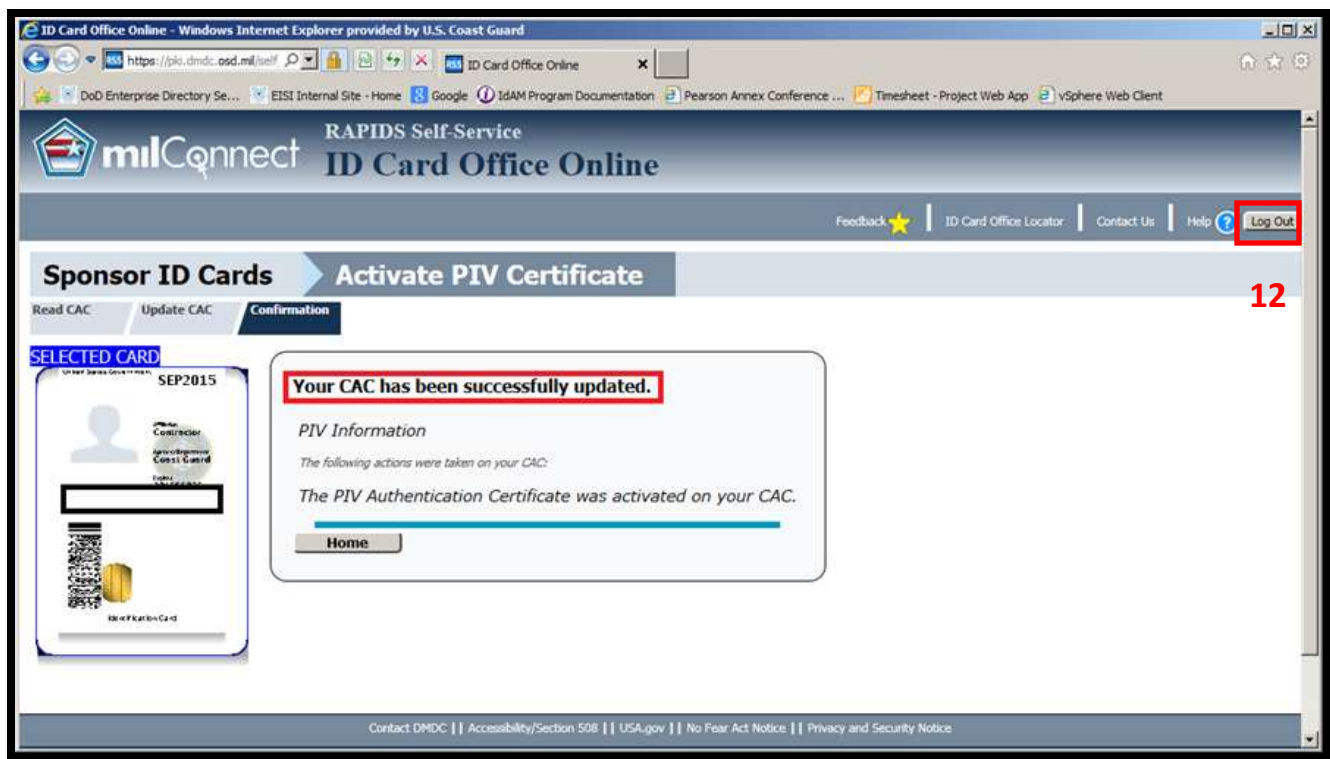 ID Card Office Online - Windows Internet Explorer provided by U.S. Coast Guard
https://pki.dmdc.osd.mil/self
ID Card Office Online
DoD Enterprise Directory Se... EISI Internal Site - Home Google IdAM Program Documentation Pearson Annex Conference ... Timesheet - Project Web App vSphere Web Client
milConnect
RAPIDS Self-Service
ID Card Office Online
Feedback ID Card Office Locator Contact Us Help ? Log Out
12
Sponsor ID Cards Activate PIV Certificate
Read CAC Update CAC Confirmation
SELECTED CARD
United States Government
SEP2015
Contractor
Agency/Department
Coast Guard
Expires
Identification Card
Your CAC has been successfully updated.
PIV Information
The following actions were taken on your CAC:
The PIV Authentication Certificate was activated on your CAC.
Home
Contact DMDC || Accessibility/Section 508 || USA.gov || No Fear Act Notice || Privacy and Security Notice